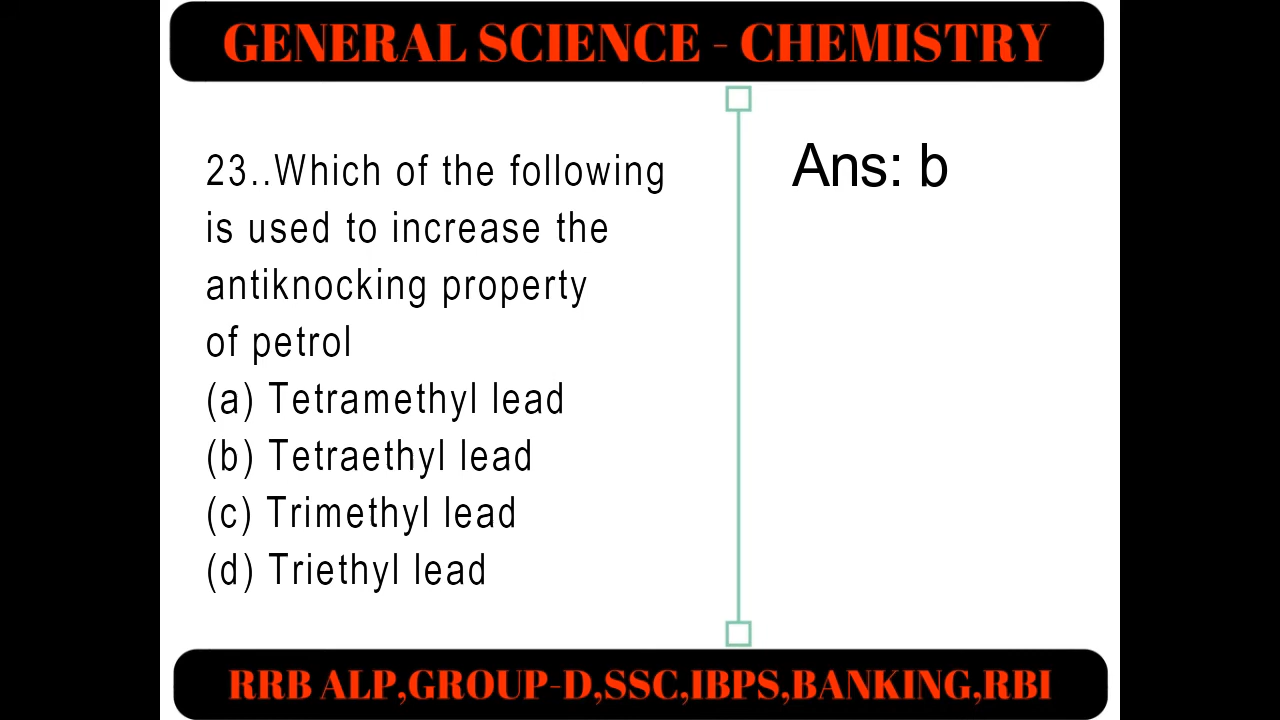 GENERAL SCIENCE - CHEMISTRY
23..Which of the following
is used to increase the
antiknocking property
of petrol
(a) Tetramethyl lead
(b) Tetraethyl lead
(c) Trimethyl lead
(d) Triethyl lead
Ans: b
RRB ALP,GROUP-D,SSC,IBPS,BANKING,RBI